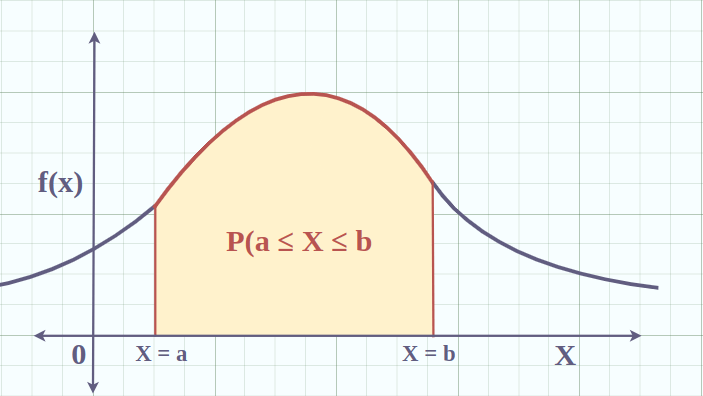 f(x)
P(a ≤ X ≤ b
0
X = a
X = b
X